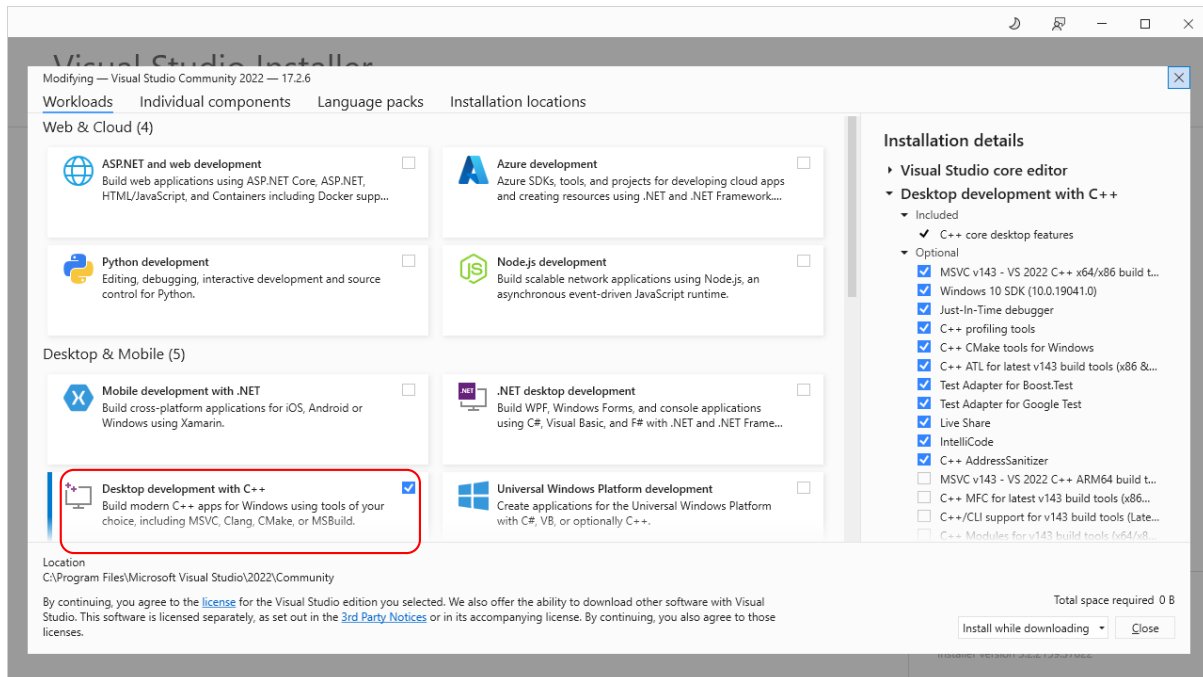 Visual Studio Installer
Modifying — Visual Studio Community 2022 — 17.2.6
Workloads Individual components Language packs Installation locations
Web & Cloud (4)
ASP.NET and web development
Build web applications using ASP.NET Core, ASP.NET,
HTML/JavaScript, and Containers including Docker supp...
Azure development
Azure SDKs, tools, and projects for developing cloud apps
and creating resources using .NET and .NET Framework....
Python development
Editing, debugging, interactive development and source
control for Python.
JS
Node.js development
Build scalable network applications using Node.js, an
asynchronous event-driven JavaScript runtime.
Desktop & Mobile (5)
Mobile development with .NET
Build cross-platform applications for iOS, Android or
Windows using Xamarin.
.NET
.NET desktop development
Build WPF, Windows Forms, and console applications
using C#, Visual Basic, and F# with .NET and .NET Frame...
Desktop development with C++
Build modern C++ apps for Windows using tools of your
choice, including MSVC, Clang, CMake, or MSBuild.
Universal Windows Platform development
Create applications for the Universal Windows Platform
with C#, VB, or optionally C++.
Installation details
Visual Studio core editor
Desktop development with C++
Included
C++ core desktop features
Optional
MSVC v143 - VS 2022 C++ x64/x86 build t...
Windows 10 SDK (10.0.19041.0)
Just-In-Time debugger
C++ profiling tools
C++ CMake tools for Windows
C++ ATL for latest v143 build tools (x86 &...
Test Adapter for Boost.Test
Test Adapter for Google Test
Live Share
IntelliCode
C++ AddressSanitizer
MSVC v143 - VS 2022 C++ ARM64 build t...
C++ MFC for latest v143 build tools (x86...
C++/CLI support for v143 build tools (Late...
C++ Modules for v143 build tools (x64/x8...
Location
C:\Program Files\Microsoft Visual Studio\2022\Community
By continuing, you agree to the license for the Visual Studio edition you selected. We also offer the ability to download other software with Visual
Studio. This software is licensed separately, as set out in the 3rd Party Notices or in its accompanying license. By continuing, you also agree to those
licenses.
Total space required 0 B
Install while downloading Close
Installer version